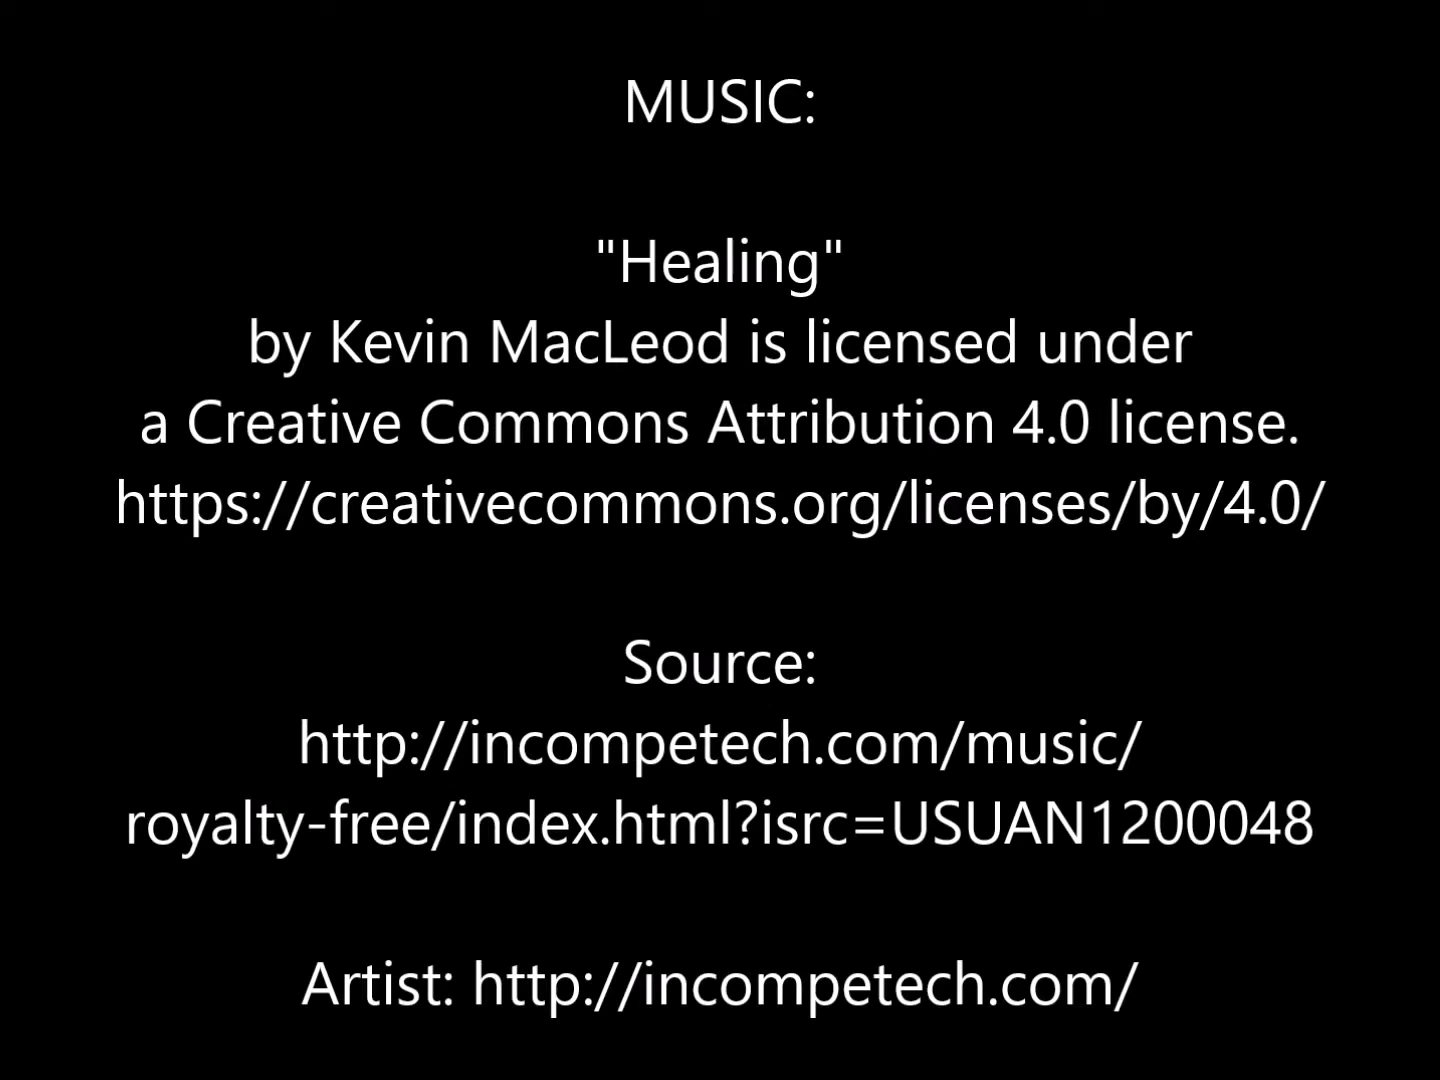 MUSIC:
"Healing"
by Kevin MacLeod is licensed under
a Creative Commons Attribution 4.0 license.
https://creativecommons.org/licenses/by/4.0/
Source:
http://incompetech.com/music/
royalty-free/index.html?isrc=USUAN1200048
Artist: http://incompetech.com/